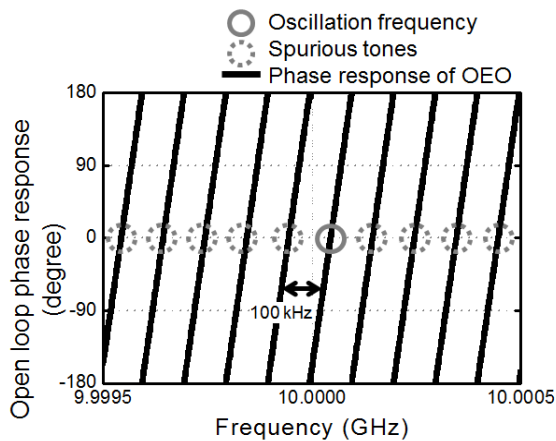 Oscillation frequency
Spurious tones
Phase response of OEO
180
90
0
-90
-180
Open loop phase response
(degree)
100 kHz
9.9995
10.0000
10.0005
Frequency (GHz)